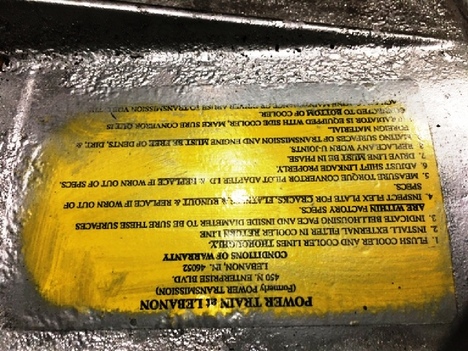 POWER TRAIN of LEBANON
(Formerly POWER TRANSMISSION)
450 N. ENTERPRISE BLVD.
LEBANON, IN. 46052
CONDITIONS OF WARRANTY
1. FLUSH COOLER AND COOLER LINES THOROUGHLY.
2. INSTALL EXTERNAL FILTER IN COOLER RETURN LINE
3. INDICATE BELLHOUSING FACE AND INSIDE DIAMETER TO BE SURE THESE SURFACES
ARE WITHIN FACTORY SPECS.
4. INSPECT FLEX PLATE FOR CRACKS, FLATNESS & RUNOUT & REPLACE IF WORN OUT OF
SPECS.
5. MEASURE TORQUE CONVERTOR PILOT ADAPTER I.D & REPLACE IF WORN OUT OF SPECS.
6. ADJUST SHIFT LINKAGE PROPERLY.
7. DRIVE LINE MUST BE IN PHASE.
REPLACE ANY WORN U-JOINTS.
MATING SURFACES OF TRANSMISSION AND ENGINE MUST BE FREE OF DENTS, DIRT &
FOREIGN MATERIAL
RADIATOR IS EQUIPPED WITH SIDE COOLER, MAKE SURE CONVERTOR OUT IS
TO BOTTOM OF COOLER.
TRANSMISSION